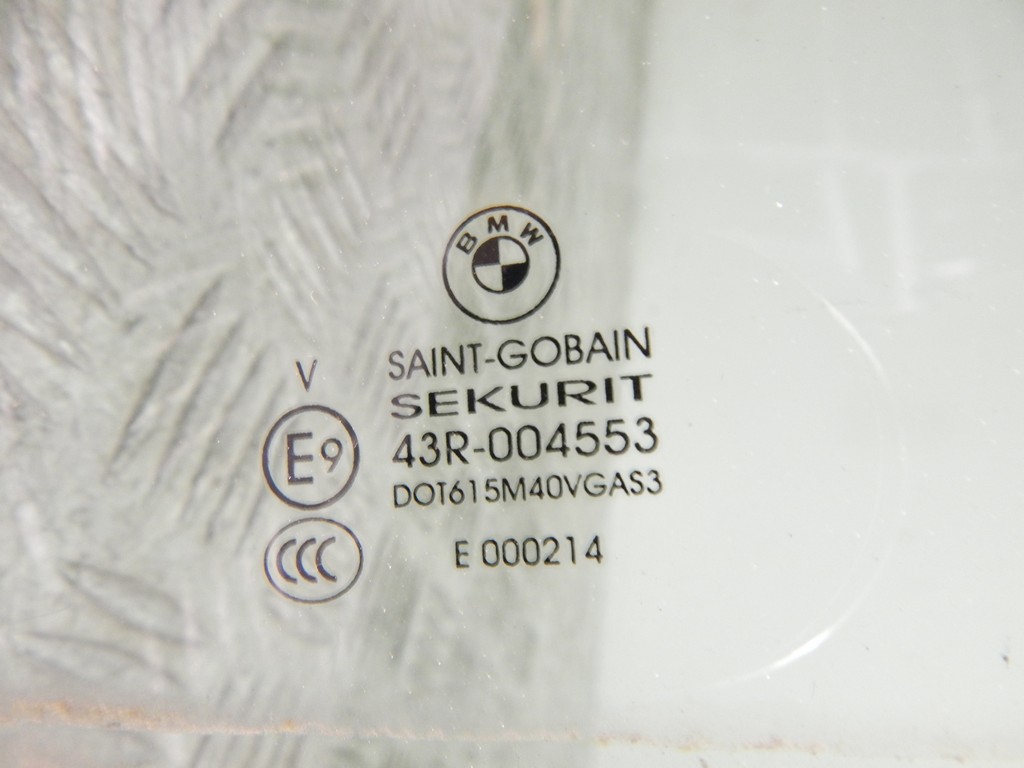 BMW
SAINT-GOBAIN
SEKURIT
V
E9
43R-004553
DOT615M40VGAS3
CCC
E 000214